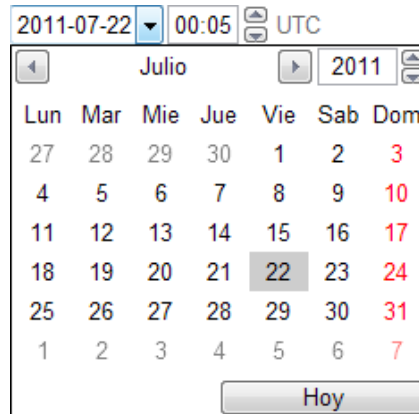 2011-07-22 00:05 UTC
Julio 2011
Lun Mar Mie Jue Vie Sab Dom
27 28 29 30 1 2 3
4 5 6 7 8 9 10
11 12 13 14 15 16 17
18 19 20 21 22 23 24
25 26 27 28 29 30 31
1 2 3 4 5 6 7
Hoy